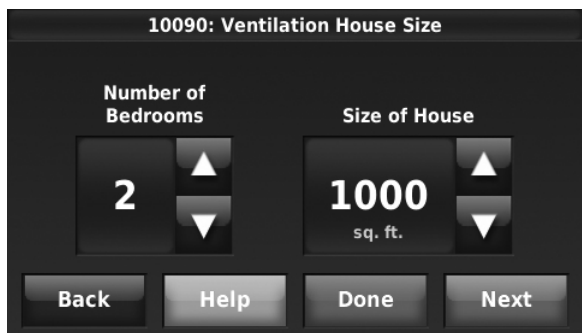 10090: Ventilation House Size
Number of
Bedrooms
Size of House
2
1000
sq. ft.
Back
Help
Done
Next